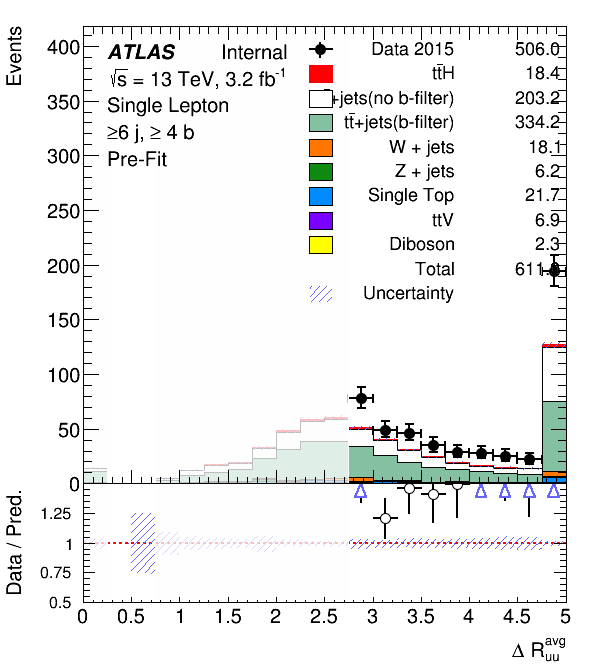 Events
400
350
300
250
200
150
100
50
0
ATLAS Internal
√s = 13 TeV, 3.2 fb⁻¹
Single Lepton
≥6 j, ≥ 4 b
Pre-Fit
Data 2015 506.0
tt̄H 18.4
+jets(no b-filter) 203.2
tt̄+jets(b-filter) 334.2
W + jets 18.1
Z + jets 6.2
Single Top 21.7
ttV 6.9
Diboson 2.3
Total 611.
Uncertainty
Data / Pred.
1.25
1
0.75
0.5
0 0.5 1 1.5 2 2.5 3 3.5 4 4.5 5
Δ R_uu^avg